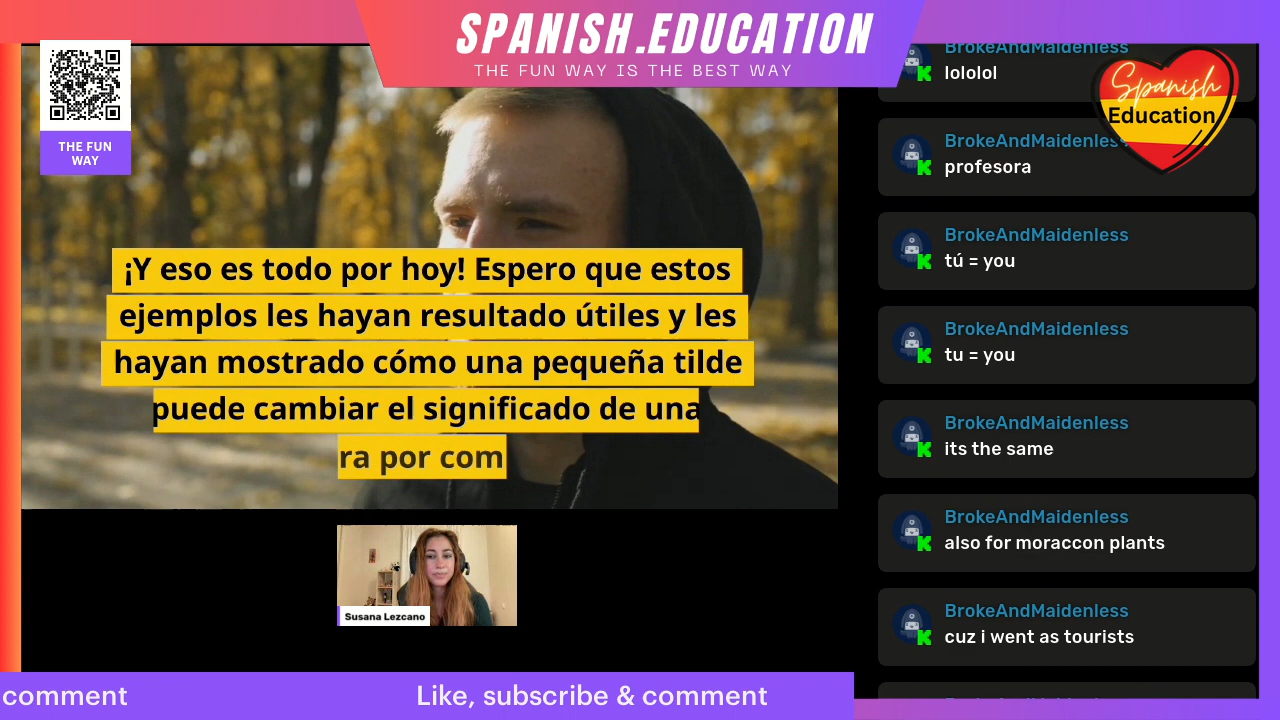 SPANISH.EDUCATION
THE FUN WAY IS THE BEST WAY
THE FUN
WAY
¡Y eso es todo por hoy! Espero que estos
ejemplos les hayan resultado útiles y les
hayan mostrado cómo una pequeña tilde
puede cambiar el significado de una
ra por com
Susana Lezcano
comment
Like, subscribe & comment
Spanish
Education
BrokeAndMaidenless
lololol
BrokeAndMaidenless
profesora
BrokeAndMaidenless
tú = you
BrokeAndMaidenless
tu = you
BrokeAndMaidenless
its the same
BrokeAndMaidenless
also for moraccon plants
BrokeAndMaidenless
cuz i went as tourists